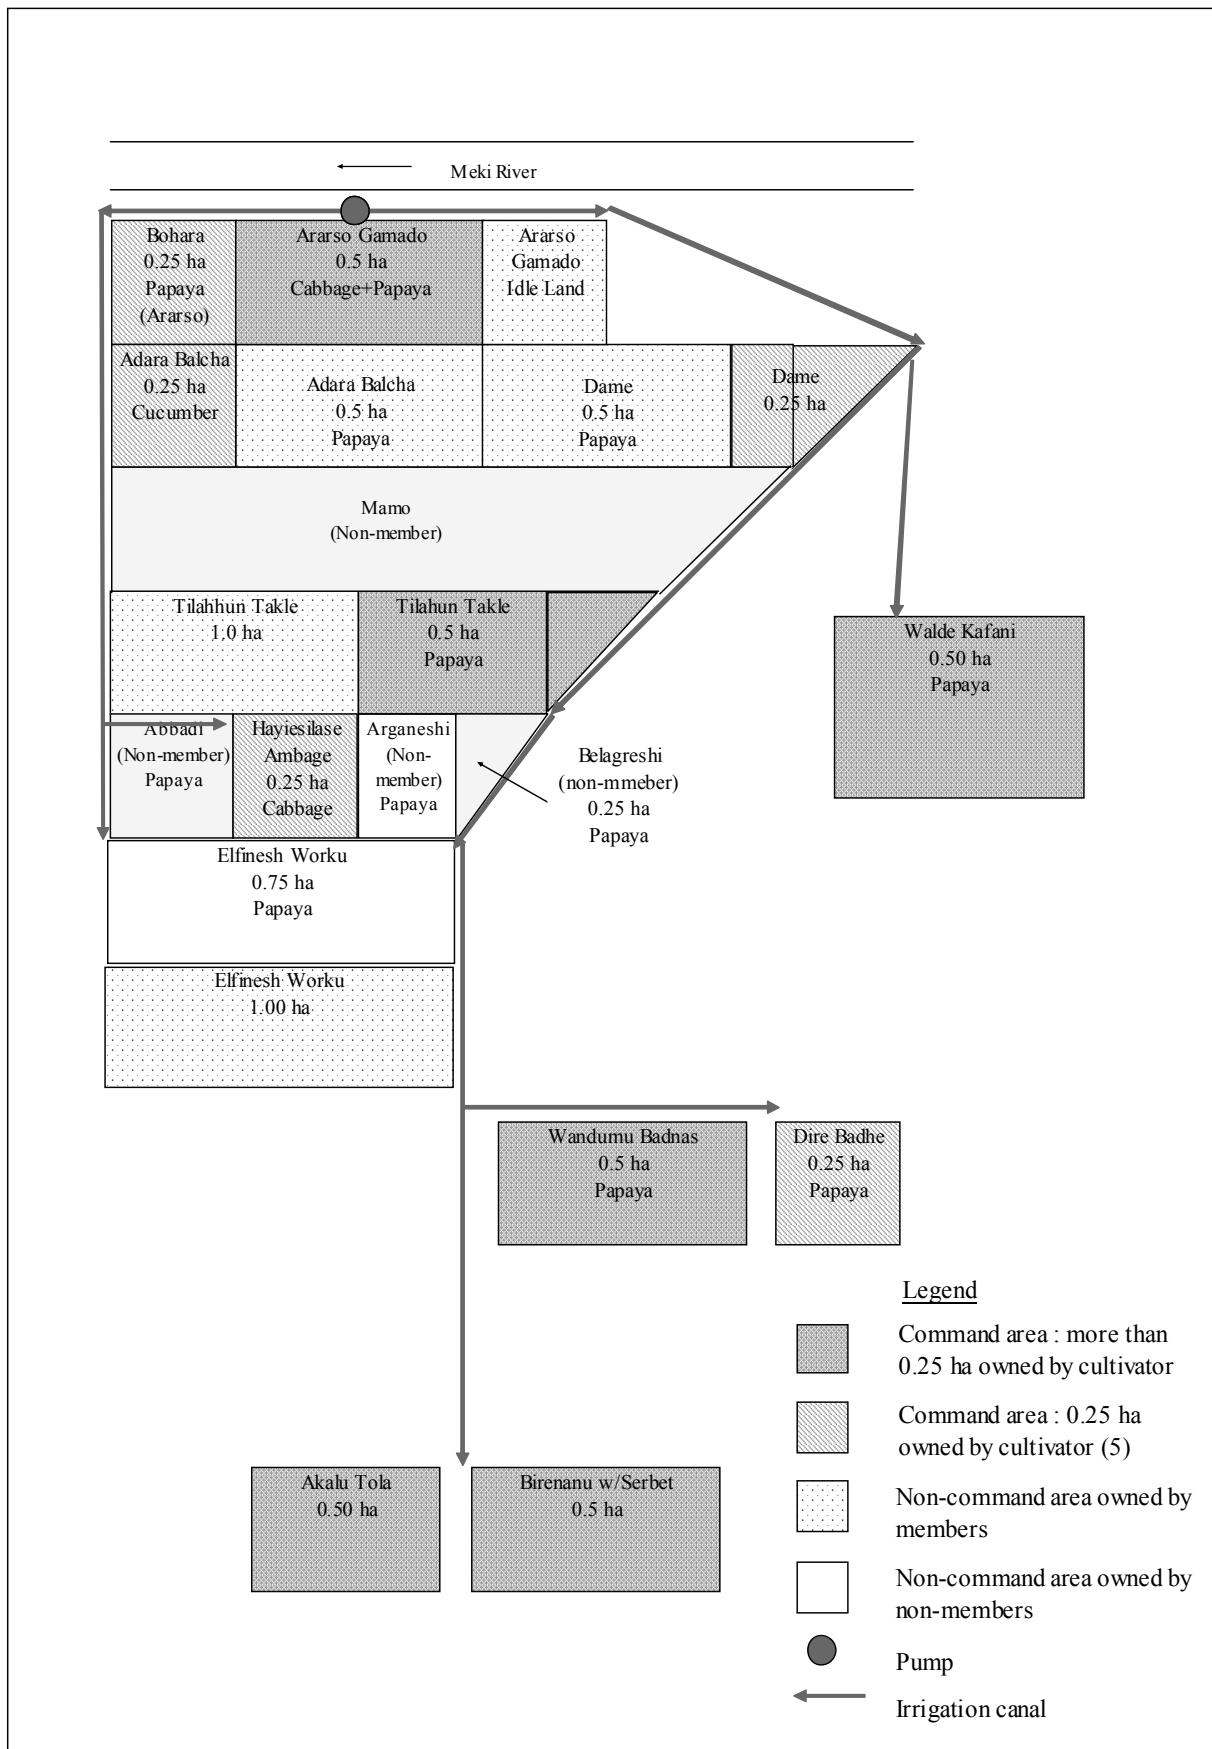 Meki River
Bohara
0.25 ha
Papaya
(Ararso)
Ararso Gamado
0.5 ha
Cabbage+Papaya
Ararso
Gamado
Idle Land
Adara Balcha
0.25 ha
Cucumber
Adara Balcha
0.5 ha
Papaya
Dame
0.5 ha
Papaya
Dame
0.25 ha
Mamo
(Non-member)
Tilahhun Takle
1.0 ha
Tilahun Takle
0.5 ha
Papaya
Walde Kafani
0.50 ha
Papaya
Abbadi
(Non-member)
Papaya
Hayiesilase
Ambage
0.25 ha
Cabbage
Arganeshi
(Non-
member)
Papaya
Belagreshi
(non-mmeber)
0.25 ha
Papaya
Elfinesh Worku
0.75 ha
Papaya
Elfinesh Worku
1.00 ha
Wandumu Badnas
0.5 ha
Papaya
Dire Badhe
0.25 ha
Papaya
Akalu Tola
0.50 ha
Birenanu w/Serbet
0.5 ha
Legend
Command area : more than
0.25 ha owned by cultivator
Command area : 0.25 ha
owned by cultivator (5)
Non-command area owned by
members
Non-command area owned by
non-members
Pump
Irrigation canal